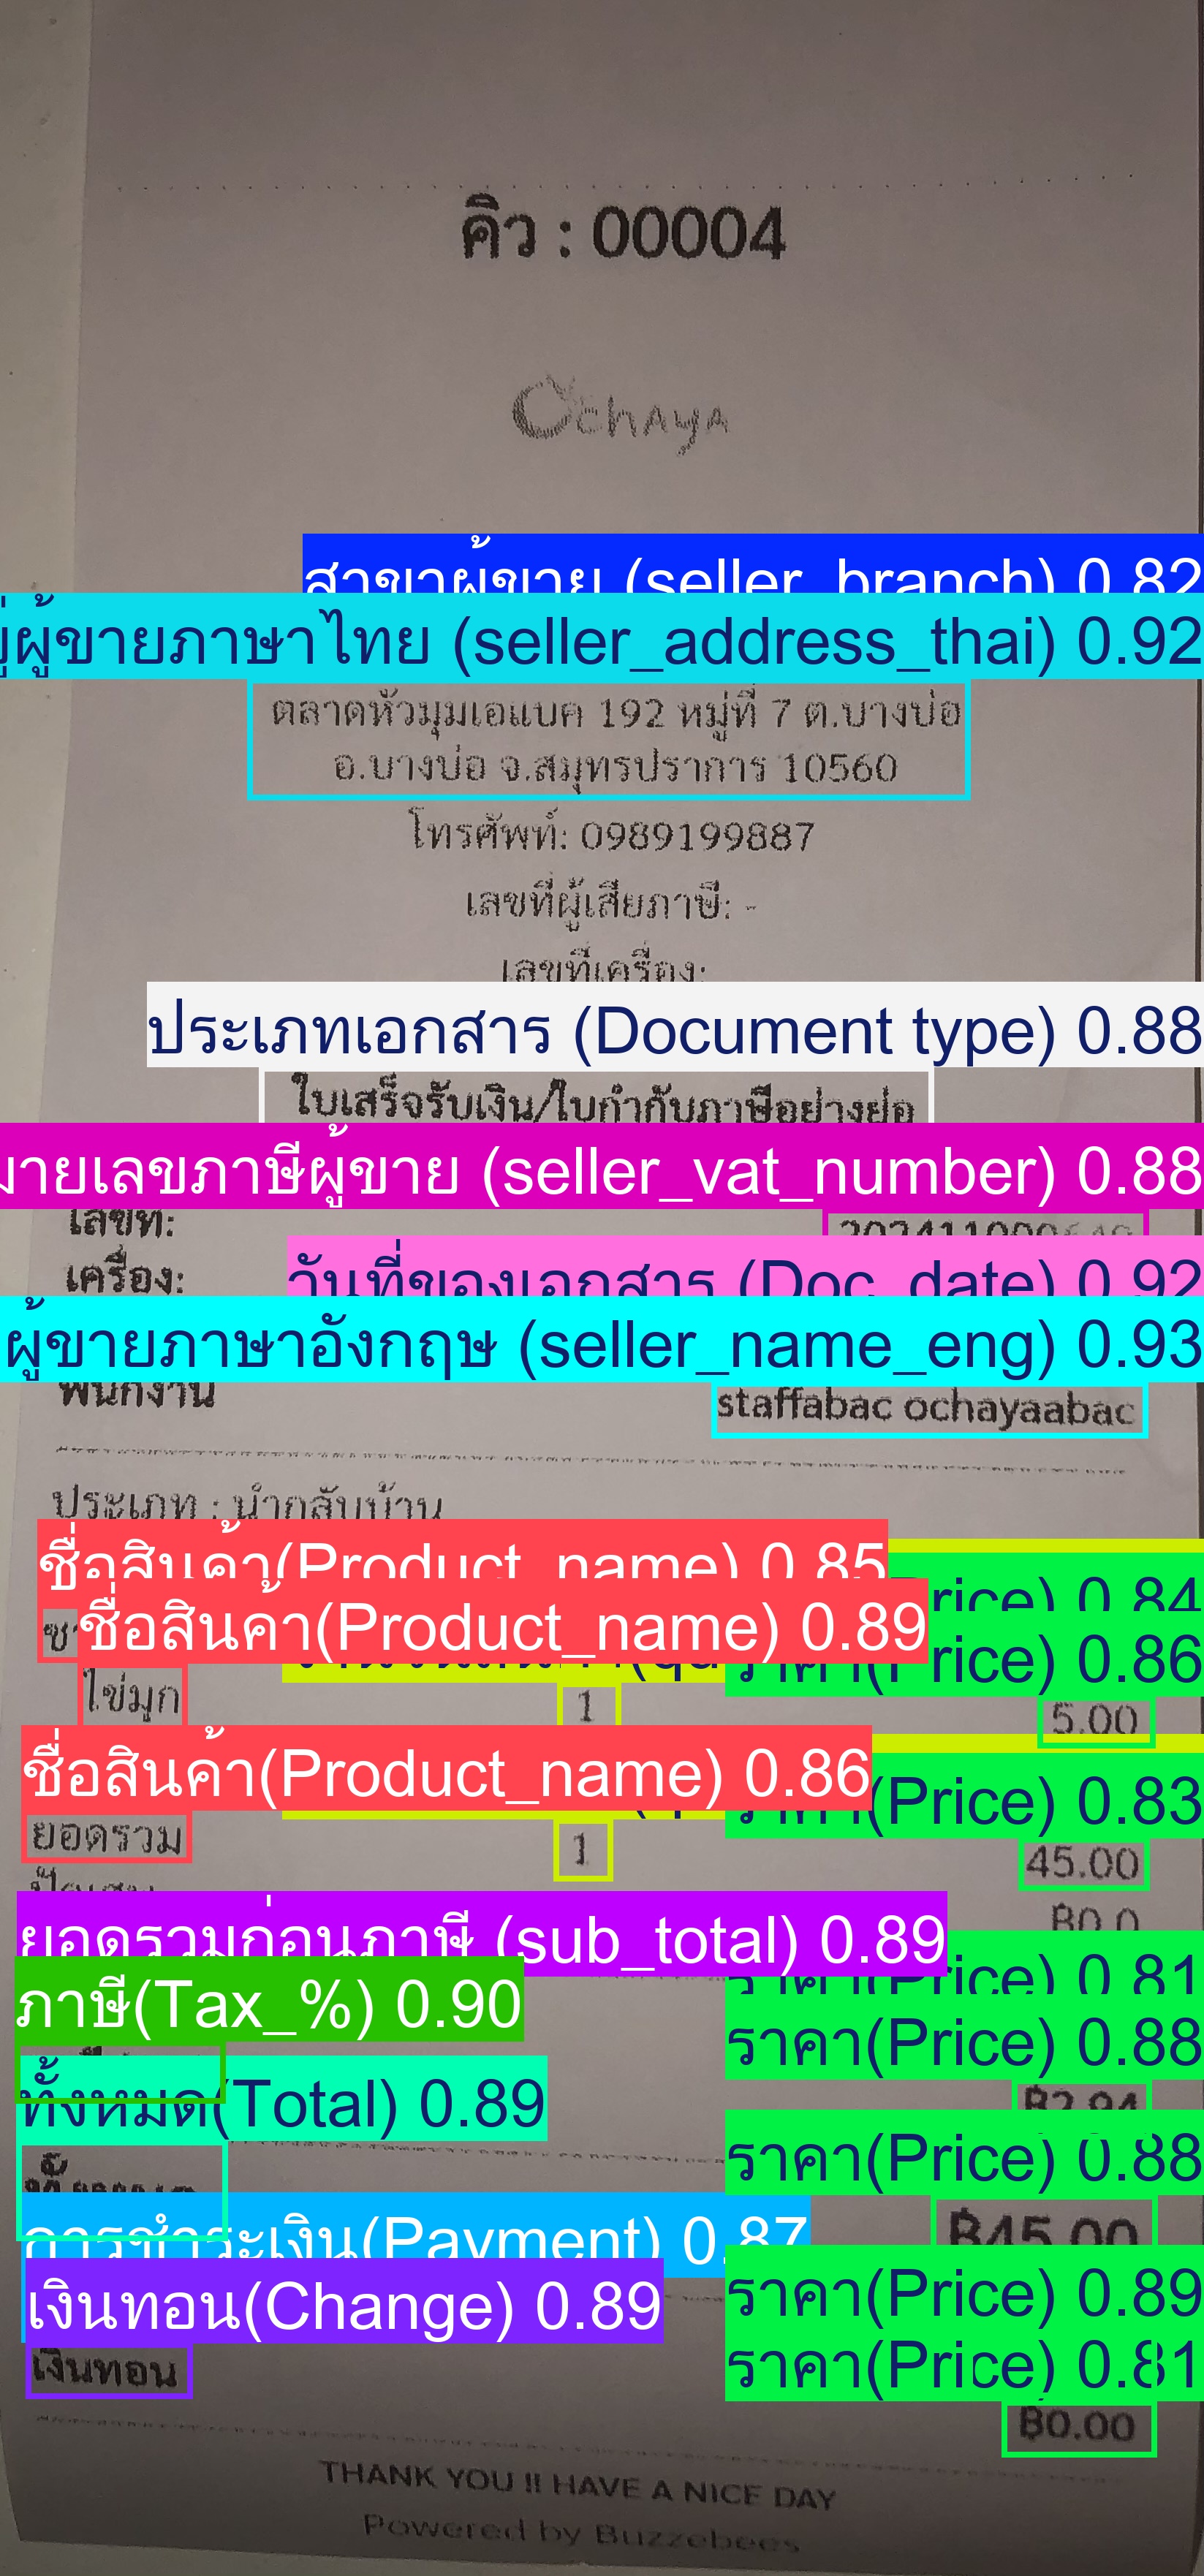 คิว : 00004
Ochaya
สาขาผู้ขาย (seller_branch) 0.82
ผู้ขายภาษาไทย (seller_address_thai) 0.92
ตลาดหัวมุมเอแบค 192 หมู่ที่ 7 ต.บางบ่อ
อ.บางบ่อ จ.สมุทรปราการ 10560
โทรศัพท์: 0989199887
เลขที่ผู้เสียภาษี: -
เลขที่เครื่อง:
ประเภทเอกสาร (Document type) 0.88
ใบเสร็จรับเงิน/ใบกำกับภาษีอย่างย่อ
มายเลขภาษีผู้ขาย (seller_vat_number) 0.88
เลขที่:
เครื่อง: วันที่ของเอกสาร (Doc_date) 0.92
ผู้ขายภาษาอังกฤษ (seller_name_eng) 0.93
พนักงาน staffabac ochayaabac
ประเภท : นำกลับบ้าน
ชื่อสินค้า(Product_name) 0.85 Price) 0.84
ชื่อสินค้า(Product_name) 0.89 ราคา(Price) 0.86
ไข่มุก 1 5.00
ชื่อสินค้า(Product_name) 0.86 (Price) 0.83
ยอดรวม 1 45.00
฿0.0
ยอดรวมก่อนภาษี (sub_total) 0.89 ราคา(Price) 0.81
ภาษี(Tax_%) 0.90 ราคา(Price) 0.88
฿2.94
ทั้งหมด(Total) 0.89
ราคา(Price) 0.88
ทั้งหมด ฿45.00
การชำระเงิน(Payment) 0.87
เงินทอน(Change) 0.89 ราคา(Price) 0.89
ราคา(Price) 0.81
เงินทอน ฿0.00
THANK YOU !! HAVE A NICE DAY
Powered by Buzzebees